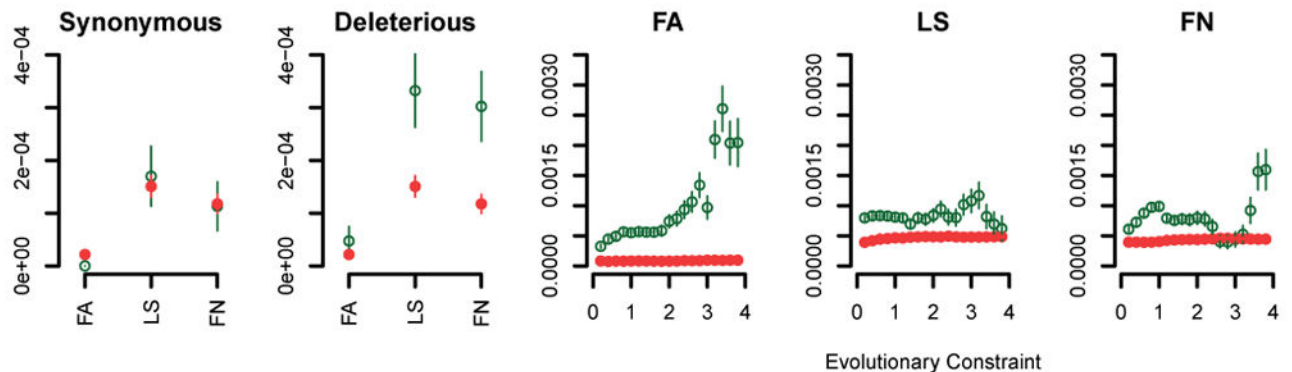 Synonymous
4e−04
2e−04
0e+00
FA
LS
FN
Deleterious
4e−04
2e−04
0e+00
FA
LS
FN
FA
0.0030
0.0015
0.0000
0 1 2 3 4
LS
0.0030
0.0015
0.0000
0 1 2 3 4
FN
0.0030
0.0015
0.0000
0 1 2 3 4
Evolutionary Constraint